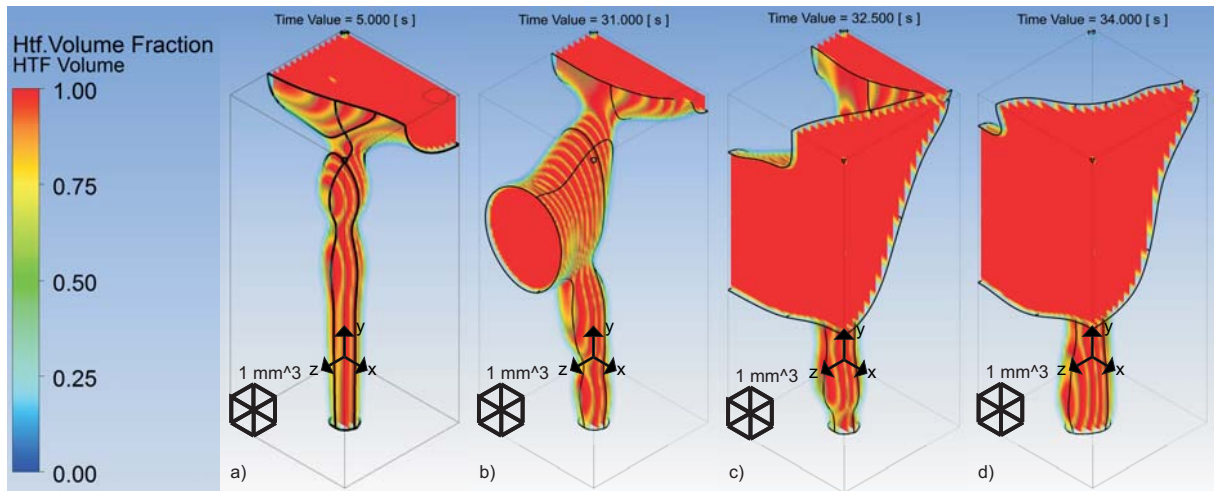 Htf.Volume Fraction
HTF Volume
1.00
0.75
0.50
0.25
0.00
Time Value = 5.000 [ s ]
y
z
x
1 mm^3
a)
Time Value = 31.000 [ s ]
y
z
x
1 mm^3
b)
Time Value = 32.500 [ s ]
y
z
x
1 mm^3
c)
Time Value = 34.000 [ s ]
y
z
x
1 mm^3
d)